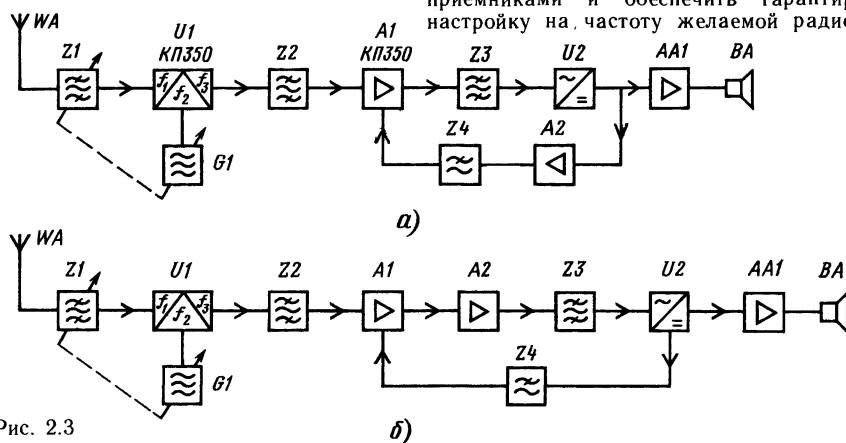 приемниками и обеспечить гарантир
настройку на частоту желаемой радио
WA
Z1
U1
КП350
f1 f2 f3
Z2
A1
КП350
Z3
U2
AA1
BA
G1
Z4
A2
а)
WA
Z1
U1
f1 f2 f3
Z2
A1
A2
Z3
U2
AA1
BA
G1
Z4
Рис. 2.3
б)